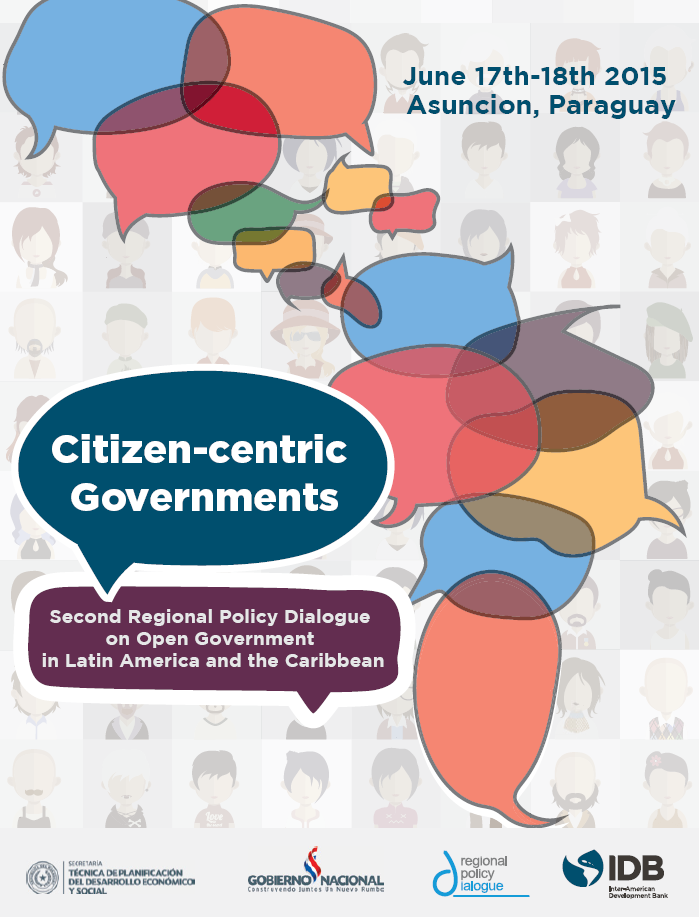 June 17th-18th 2015
Asuncion, Paraguay
Citizen-centric
Governments
Second Regional Policy Dialogue
on Open Government
in Latin America and the Caribbean
SECRETARÍA
TÉCNICA DE PLANIFICACIÓN
DEL DESARROLLO ECONÓMICO
Y SOCIAL
GOBIERNO NACIONAL
Construyendo Juntos Un Nuevo Rumbo
regional
policy
dialogue
IDB
Inter-American
Development Bank